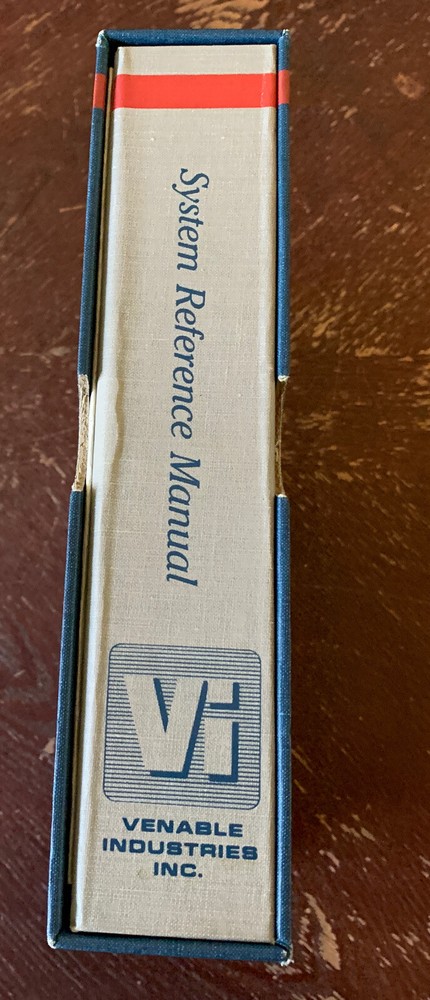 System Reference Manual
Vi
VENABLE
INDUSTRIES
INC.